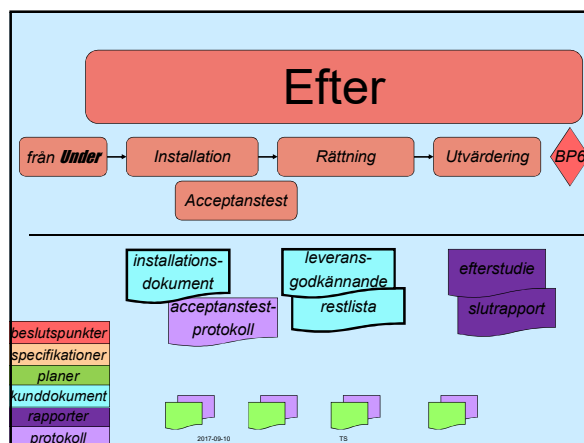 Efter
från Under
Installation
Rättning
Utvärdering
BP6
Acceptanstest
installations-
dokument
leverans-
godkännande
efterstudie
acceptanstest-
protokoll
restlista
slutrapport
beslutspunkter
specifikationer
planer
kunddokument
rapporter
protokoll
2017-09-10
TS